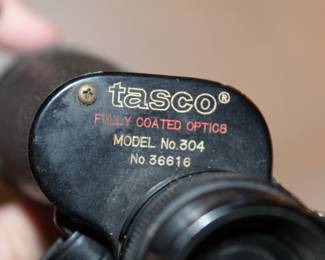 tasco®
FULLY COATED OPTICS
MODEL No.304
No.36616